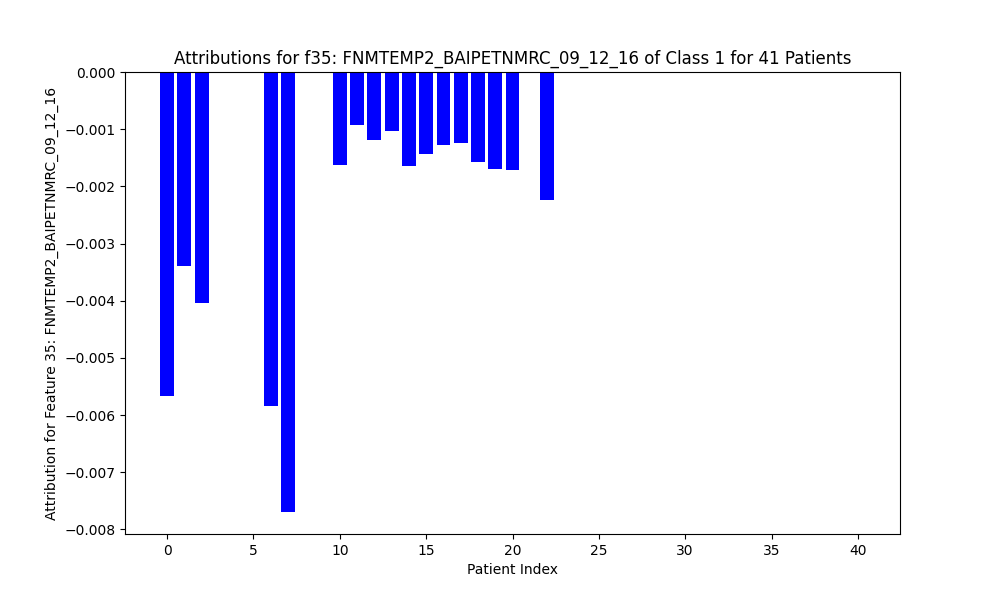 Attributions for f35: FNMTEMP2_BAIPETNMRC_09_12_16 of Class 1 for 41 Patients
Attribution for Feature 35: FNMTEMP2_BAIPETNMRC_09_12_16
0.000
−0.001
−0.002
−0.003
−0.004
−0.005
−0.006
−0.007
−0.008
0 5 10 15 20 25 30 35 40
Patient Index